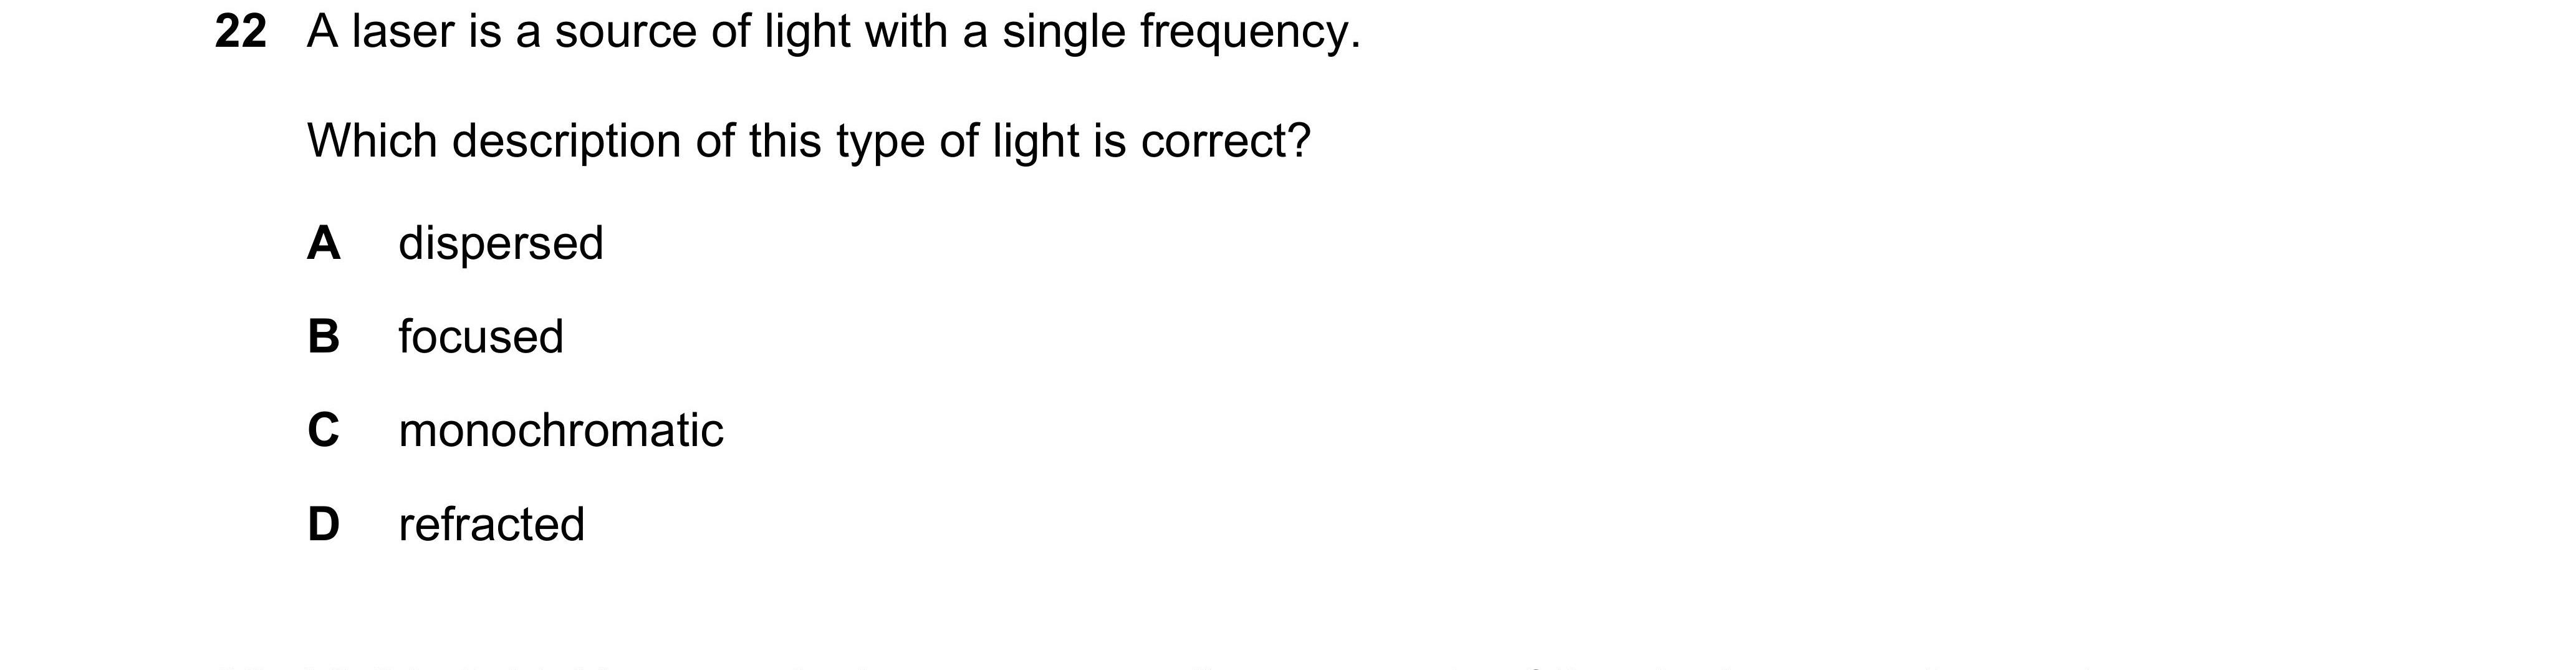 22 A laser is a source of light with a single frequency.
Which description of this type of light is correct?
A dispersed
B focused
C monochromatic
D refracted